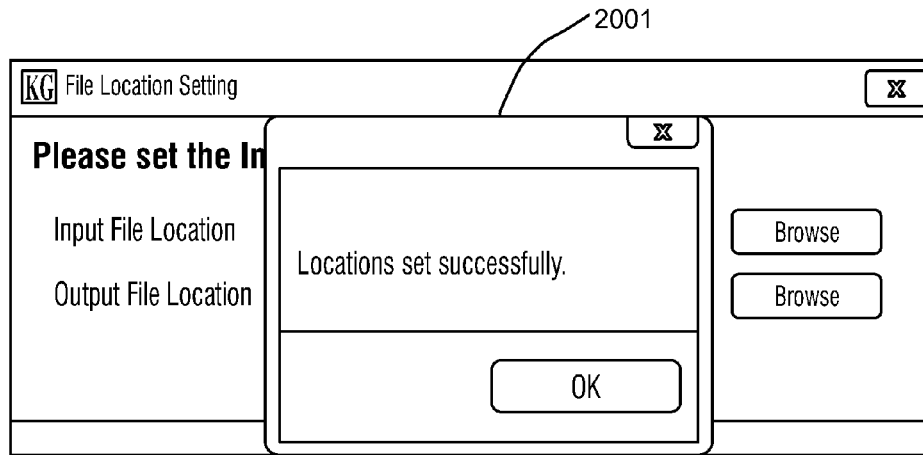 2001
KG File Location Setting X
Please set the In
X
Input File Location Browse
Locations set successfully.
Output File Location Browse
OK